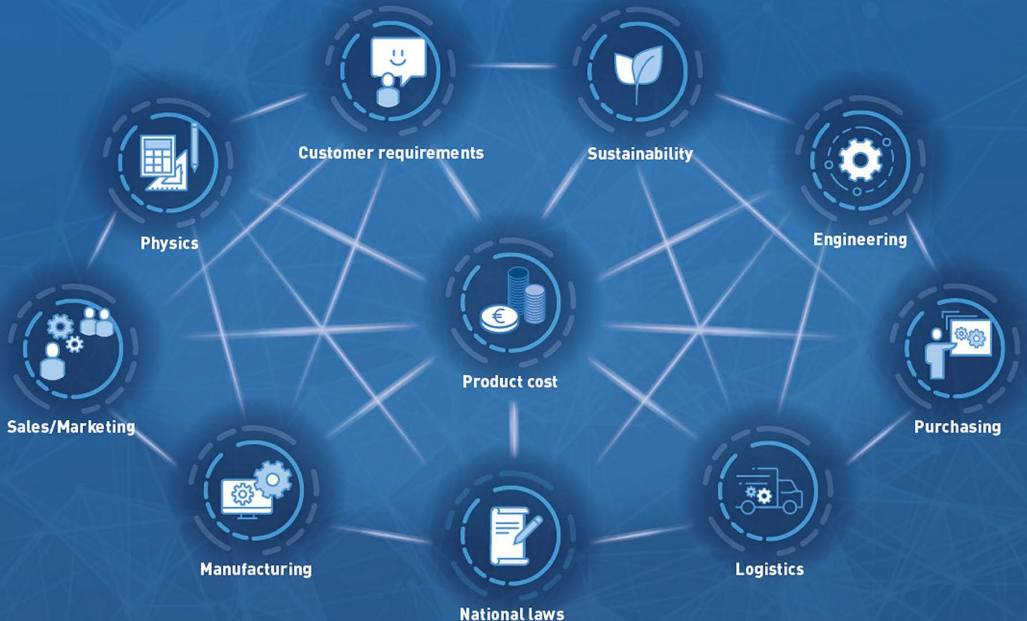 Customer requirements
Sustainability
Physics
Engineering
€
Product cost
Sales/Marketing
Purchasing
Manufacturing
Logistics
National laws